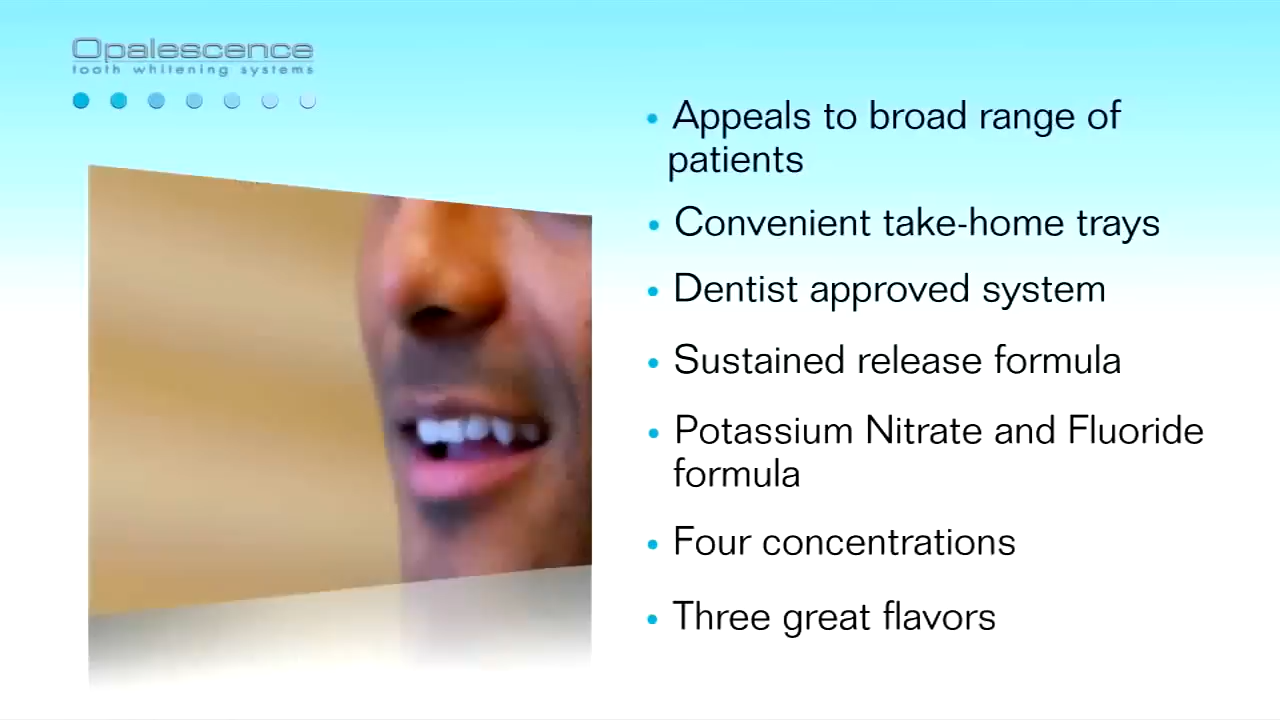 Opalescence
tooth whitening systems
• Appeals to broad range of
patients
• Convenient take-home trays
• Dentist approved system
• Sustained release formula
• Potassium Nitrate and Fluoride
formula
• Four concentrations
• Three great flavors